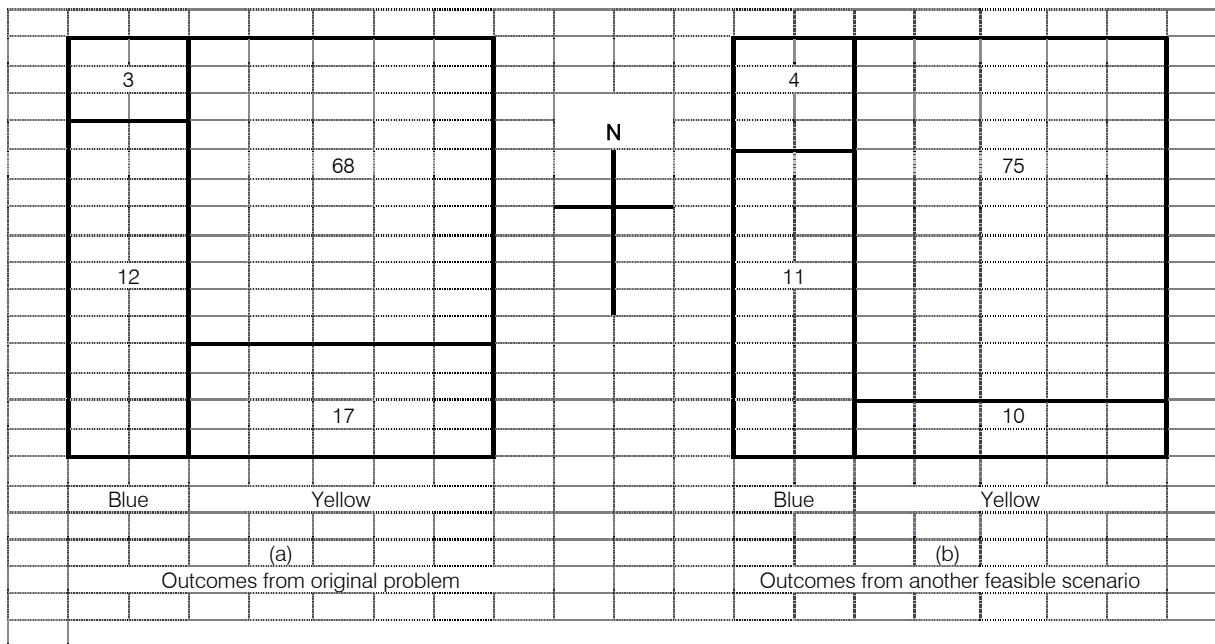 3
4
N
68
75
12
11
17
10
Blue
Yellow
Blue
Yellow
(a)
(b)
Outcomes from original problem
Outcomes from another feasible scenario